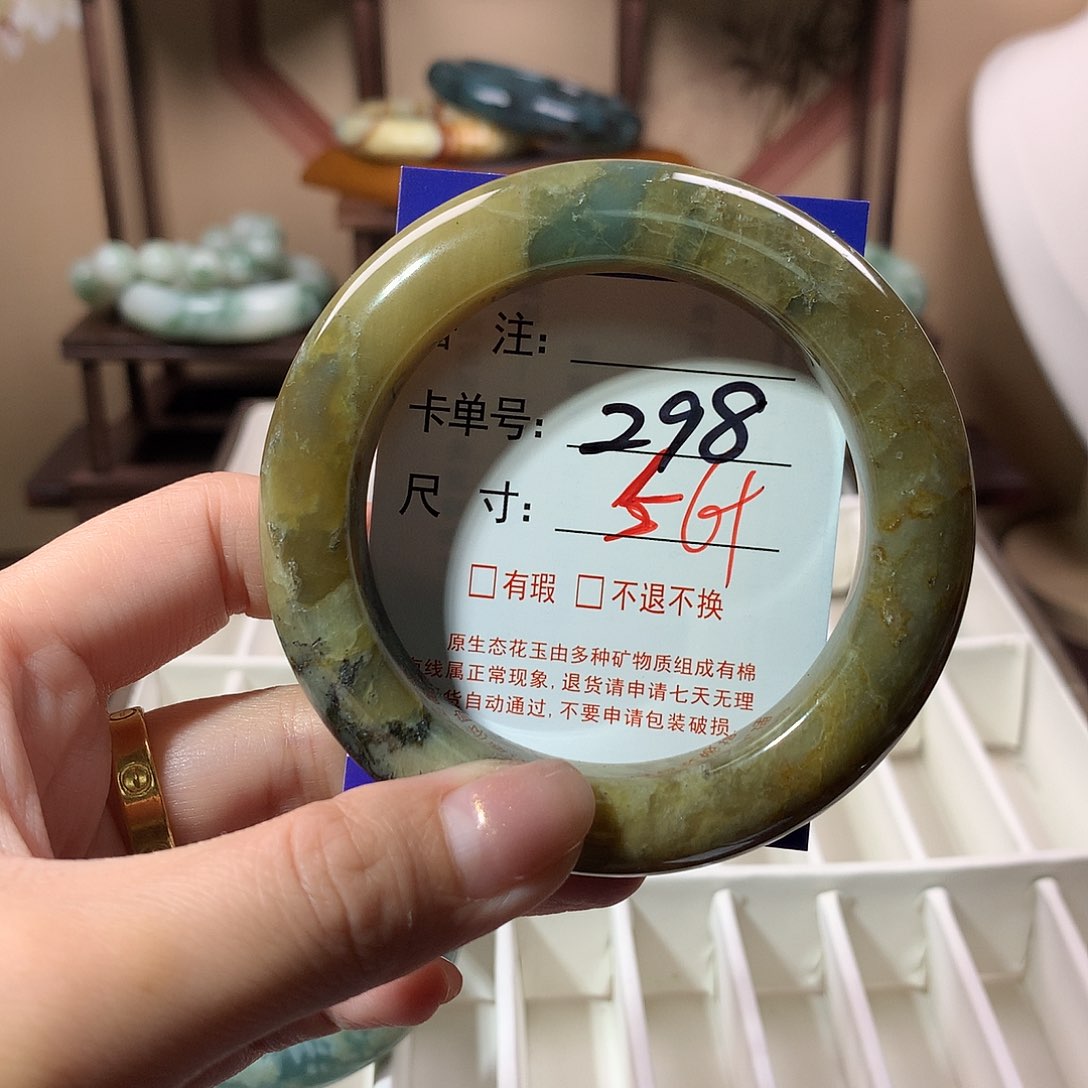 注:
卡单号: 298
尺 寸: 56+
□有瑕 □不退不换
原生态花玉由多种矿物质组成有棉
线属正常现象,退货请申请七天无理
货自动通过,不要申请包装破损